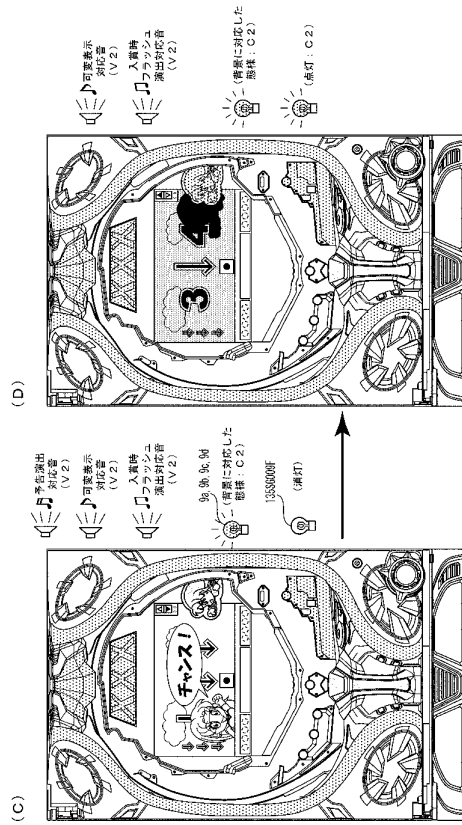 (C)
予告演出
対応音
(V2)
可変表示
対応音
(V2)
入賞時
フラッシュ
演出対応音
(V2)
9a,9b,9c,9d
(背景に対応した
態様:C2)
135SG009F
(消灯)
!
チャンス!
(D)
可変表示
対応音
(V2)
入賞時
フラッシュ
演出対応音
(V2)
(背景に対応した
態様:C2)
(点灯:C2)
3
4